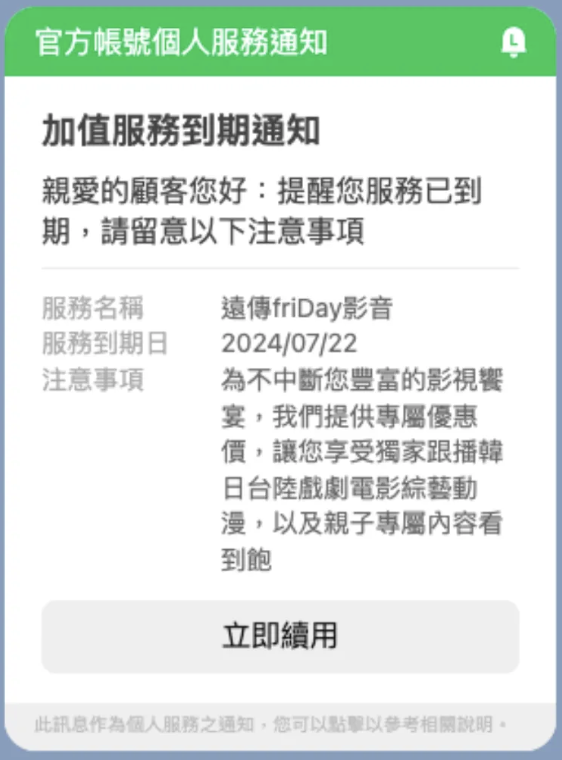 官方帳號個人服務通知
加值服務到期通知
親愛的顧客您好：提醒您服務已到
期，請留意以下注意事項
服務名稱 遠傳friDay影音
服務到期日 2024/07/22
注意事項 為不中斷您豐富的影視饗
宴，我們提供專屬優惠
價，讓您享受獨家跟播韓
日台陸戲劇電影綜藝動
漫，以及親子專屬內容看
到飽
立即續用
此訊息作為個人服務之通知，您可以點擊以參考相關說明。